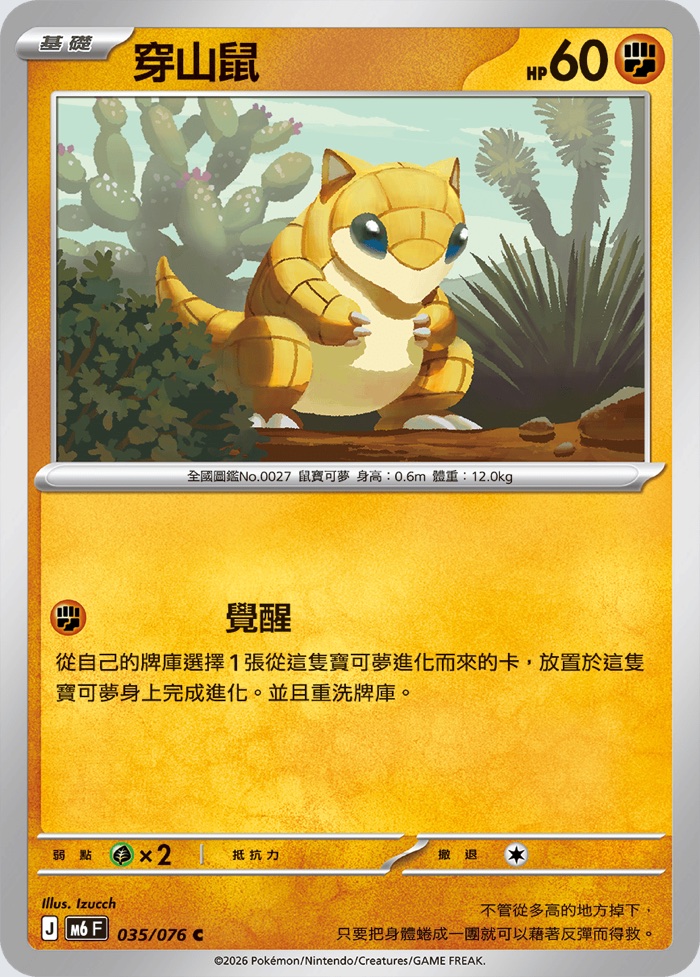 基礎
穿山鼠
HP60
全國圖鑑No.0027 鼠寶可夢 身高：0.6m 體重：12.0kg
覺醒
從自己的牌庫選擇1張從這隻寶可夢進化而來的卡，放置於這隻
寶可夢身上完成進化。並且重洗牌庫。
弱點 ×2 抵抗力 撤退
Illus. Izucch
J M6 F 035/076 C
不管從多高的地方掉下，
只要把身體蜷成一團就可以藉著反彈而得救。
©2026 Pokémon/Nintendo/Creatures/GAME FREAK.